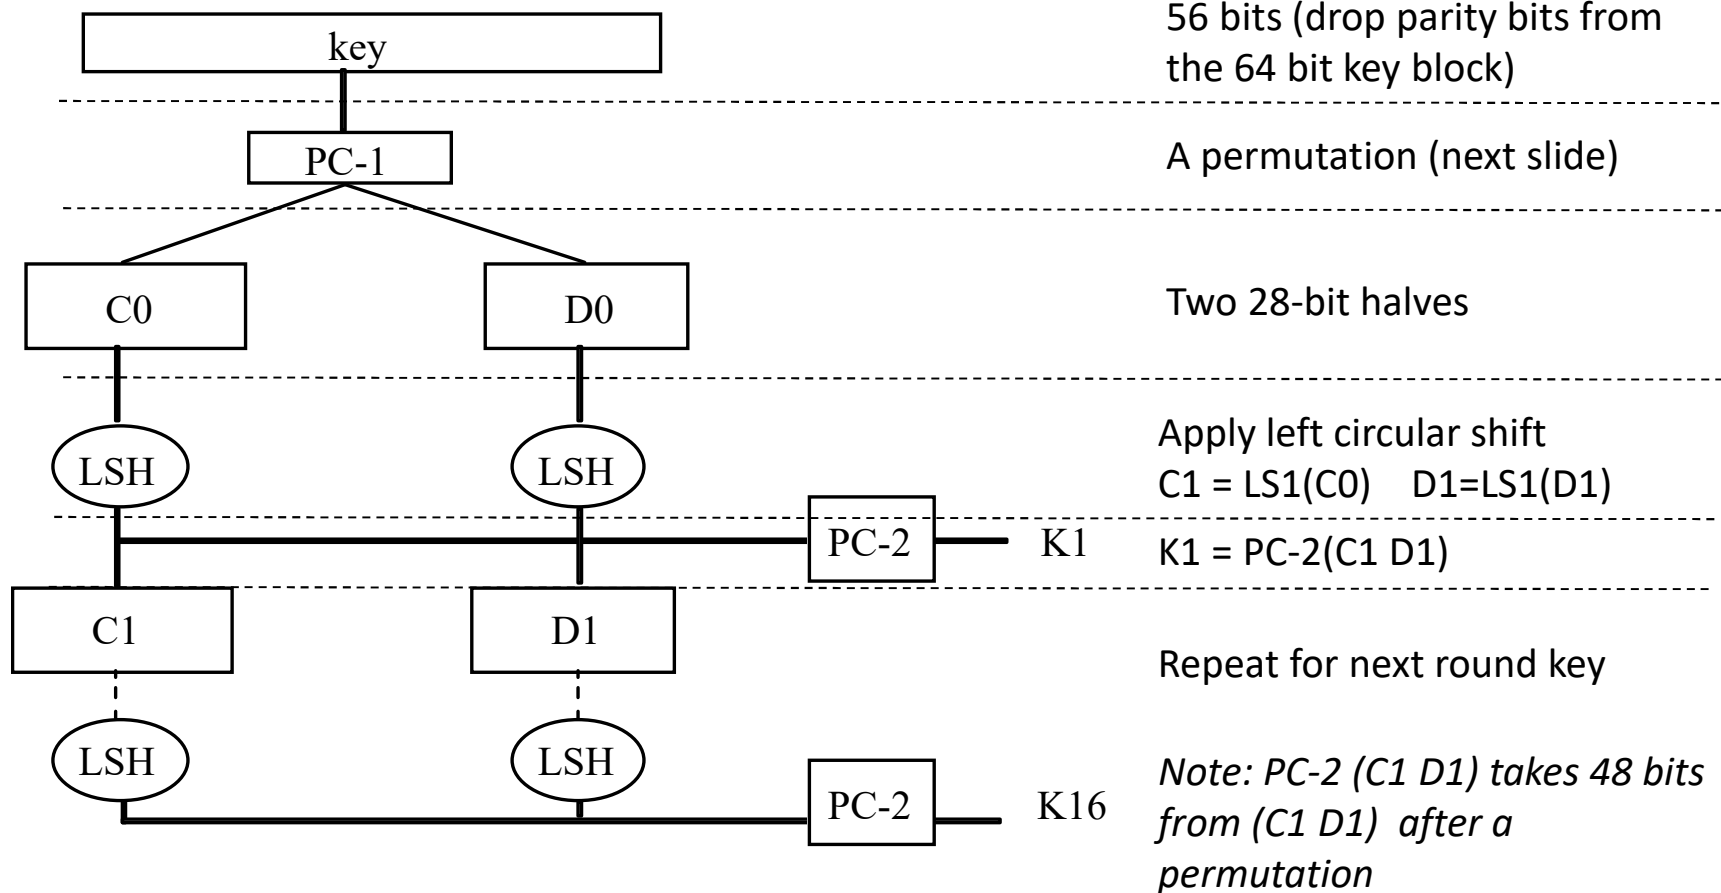 56 bits (drop parity bits from
key
the 64 bit key block)
PC-1
A permutation (next slide)
C0
D0
Two 28-bit halves
Apply left circular shift
LSH
LSH
C1 = LS1(C0) D1=LS1(D1)
PC-2
K1
K1 = PC-2(C1 D1)
C1
D1
Repeat for next round key
LSH
LSH
Note: PC-2 (C1 D1) takes 48 bits
PC-2
K16
from (C1 D1) after a
permutation